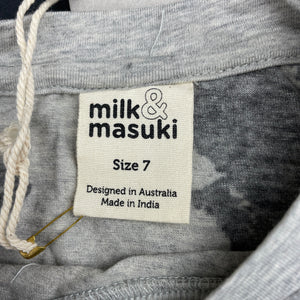 milk &
masuki
Size 7
Designed in Australia
Made in India